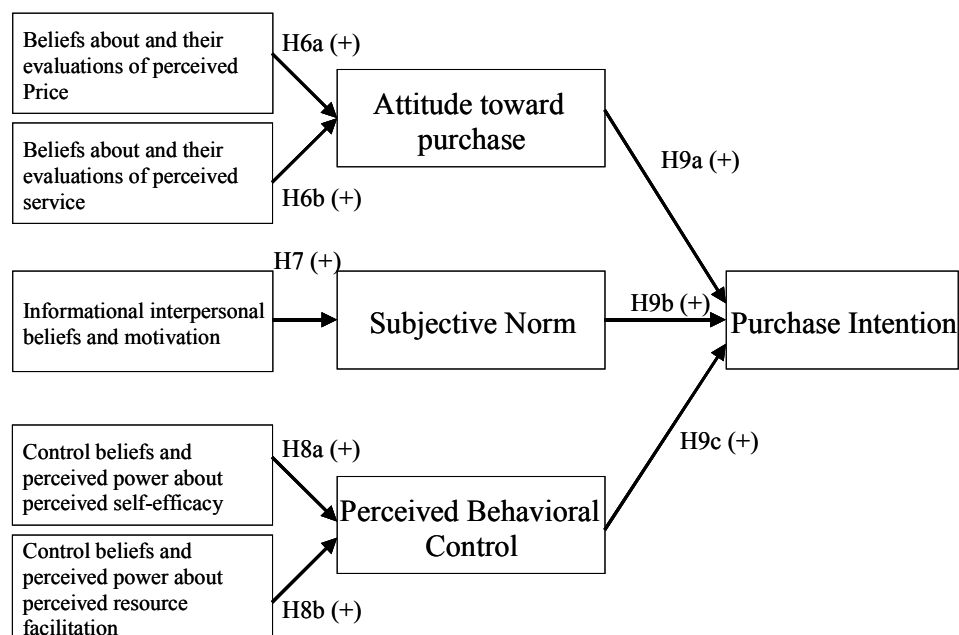 Beliefs about and their
evaluations of perceived
Price
H6a (+)
Beliefs about and their
evaluations of perceived
service
H6b (+)
Attitude toward
purchase
H9a (+)
Informational interpersonal
beliefs and motivation
H7 (+)
Subjective Norm
H9b (+)
Purchase Intention
Control beliefs and
perceived power about
perceived self-efficacy
H8a (+)
Control beliefs and
perceived power about
perceived resource
facilitation
H8b (+)
Perceived Behavioral
Control
H9c (+)